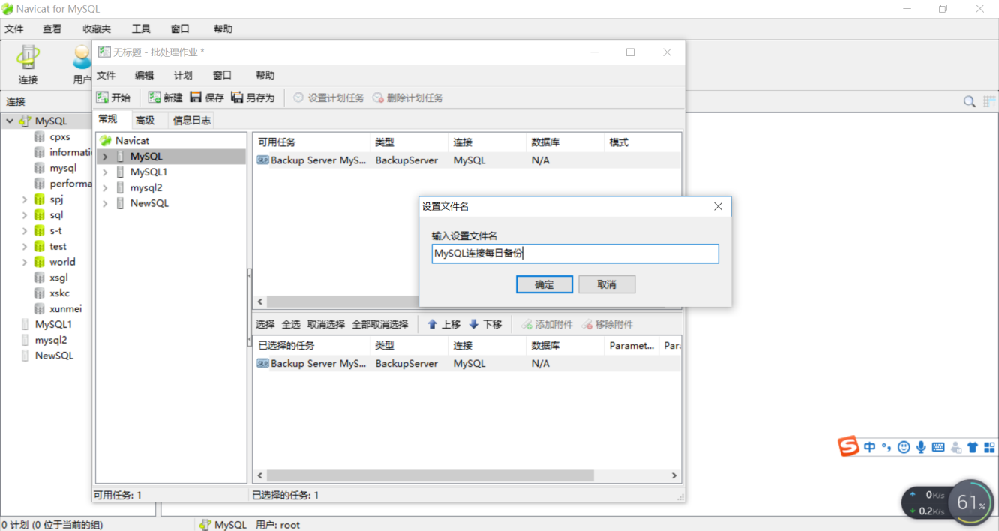 Navicat for MySQL
文件 查看 收藏夹 工具 窗口 帮助
连接 用户
无标题 - 批处理作业 *
文件 编辑 计划 窗口 帮助
开始 新建 保存 另存为 设置计划任务 删除计划任务
常规 高级 信息日志
连接
MySQL
cpxs
informati
mysql
performa
spj
sql
s-t
test
world
xsgl
xskc
xunmei
MySQL1
mysql2
NewSQL
Navicat
MySQL
MySQL1
mysql2
NewSQL
可用任务 类型 连接 数据库 模式
Backup Server MyS... BackupServer MySQL N/A
设置文件名
输入设置文件名
MySQL连接每日备份
确定 取消
选择 全选 取消选择 全部取消选择 上移 下移 添加附件 移除附件
已选择的任务 类型 连接 数据库 Paramet... Para
Backup Server MyS... BackupServer MySQL N/A
可用任务: 1 已选择的任务: 1
中
0K/s
0.2K/s
61%
0 计划 (0 位于当前的组) MySQL 用户: root